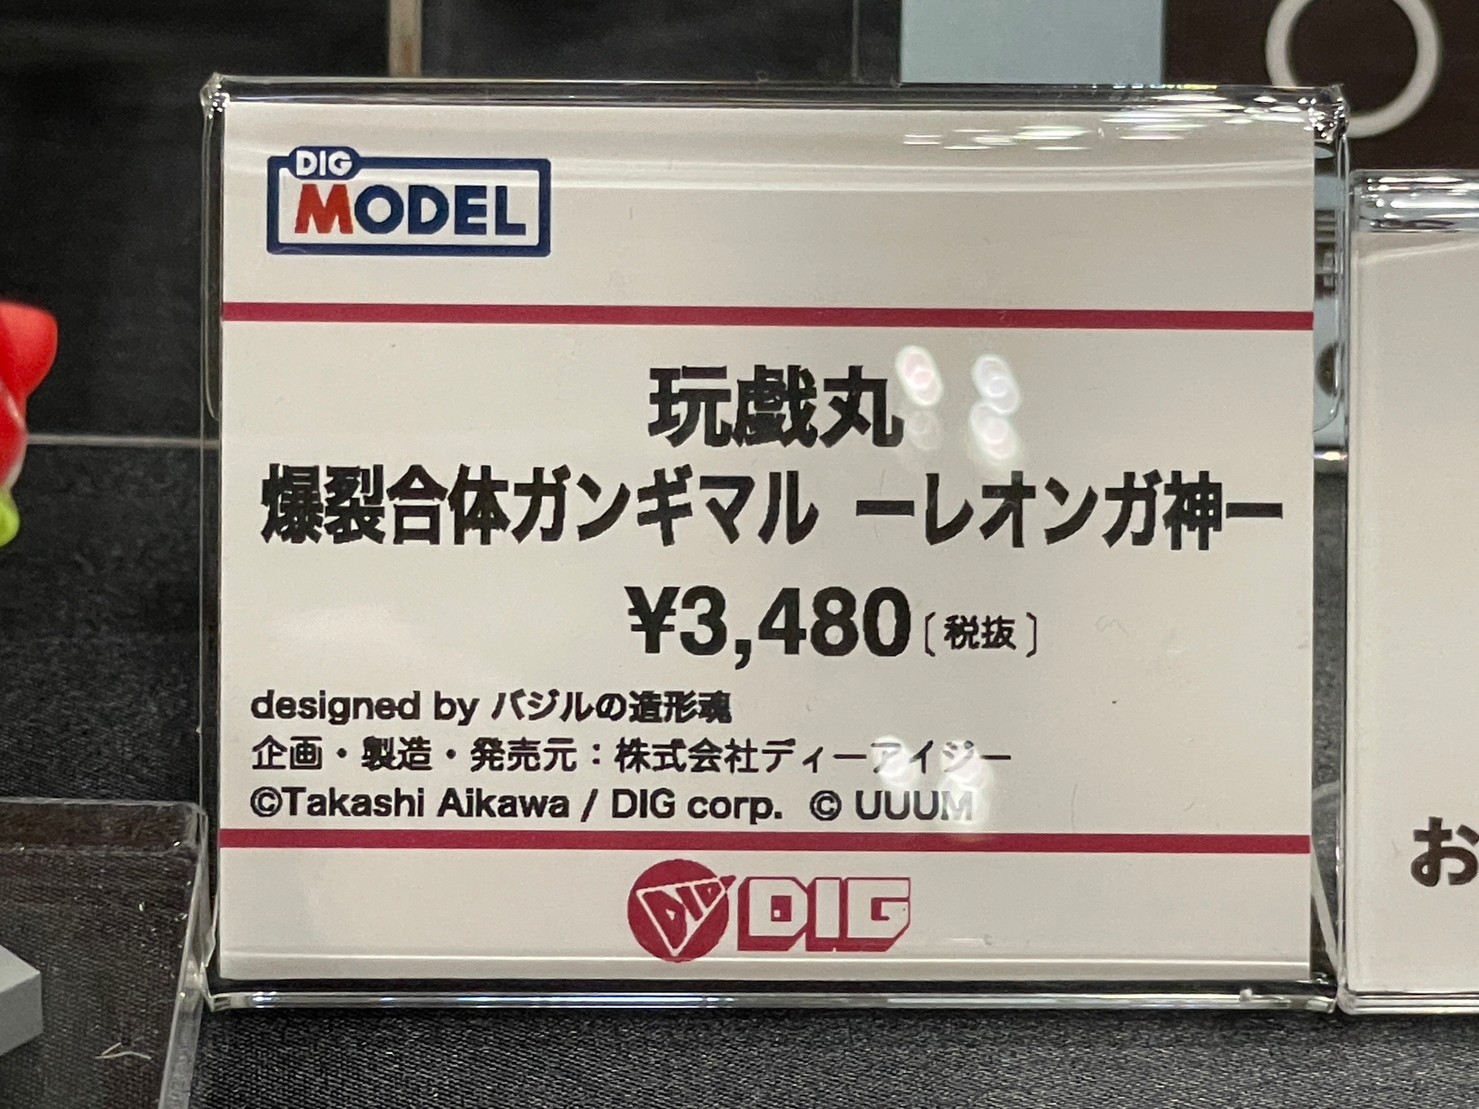 DIG
MODEL
玩戯丸
爆裂合体ガンギマル ーレオンガ神ー
¥3,480〔税抜〕
designed by バジルの造形魂
企画・製造・発売元：株式会社ディーアイジー
©Takashi Aikawa / DIG corp. © UUUM
DIG DIG
お